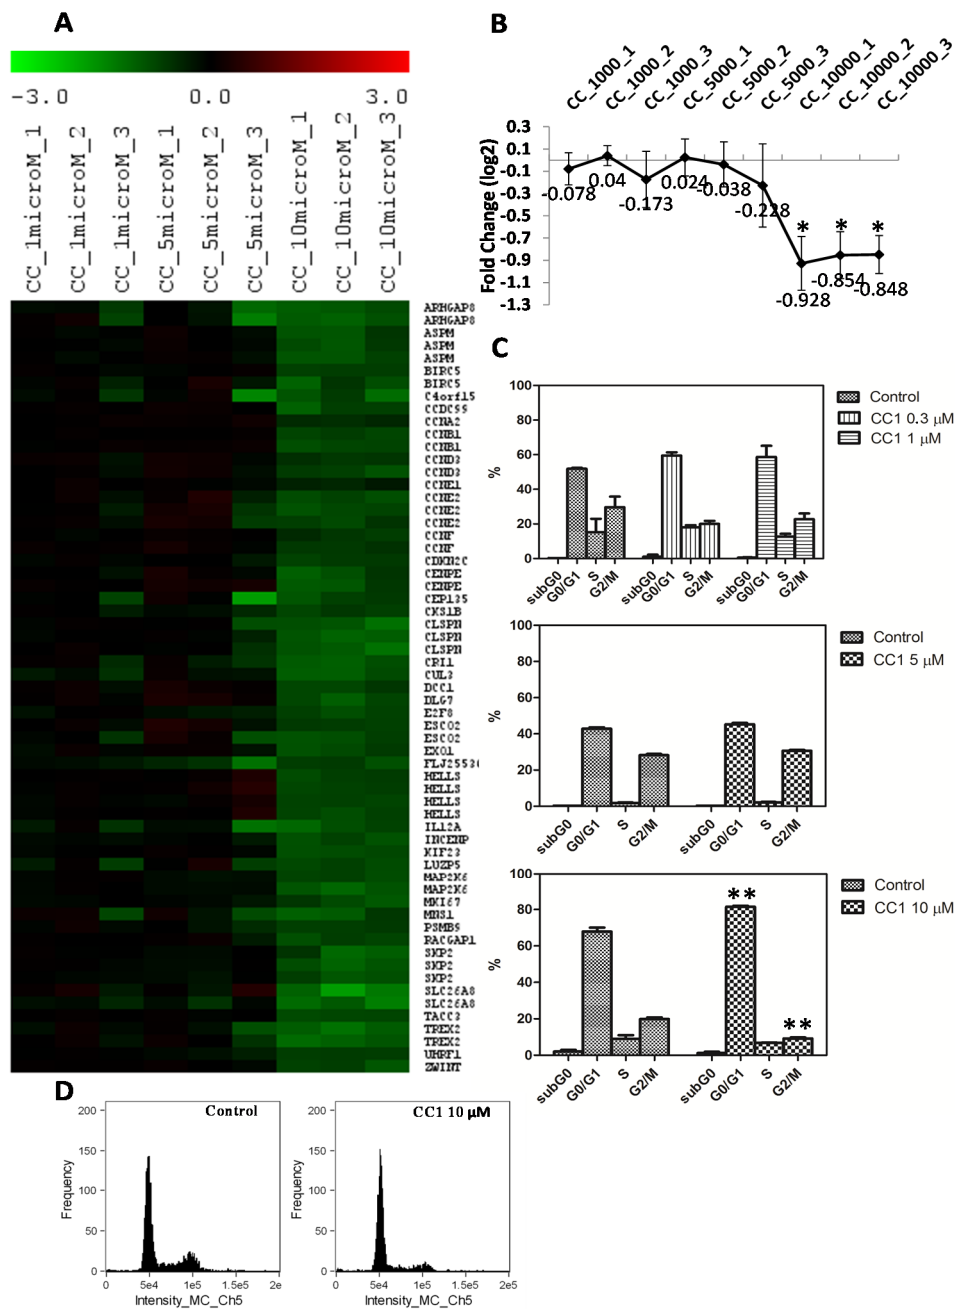 A
-3.0 0.0 3.0
CC_1microM_1
CC_1microM_2
CC_1microM_3
CC_5microM_1
CC_5microM_2
CC_5microM_3
CC_10microM_1
CC_10microM_2
CC_10microM_3
ARHGAP8
ARHGAP8
ASPM
ASPM
ASPM
BIRC5
BIRC5
C4orf15
CCDC99
CCNA2
CCNB1
CCNB1
CCND3
CCND3
CCNE1
CCNE2
CCNE2
CCNE2
CCNF
CCNF
CDKN2C
CENPE
CENPE
CEP135
CKS1B
CLSPN
CLSPN
CLSPN
CRI1
CUL3
DCC1
DLG7
E2F8
ESCO2
ESCO2
EXO1
HELLS
HELLS
HELLS
HELLS
IL12A
INCENP
KIF23
LUZP5
MAP2K6
MAP2K6
MKI67
MNS1
PSMB9
RACGAP1
SKP2
SKP2
SKP2
SLC26A8
SLC26A8
TACC3
TREX2
TREX2
UHRF1
ZWINT
B
CC_1000_1
CC_1000_2
CC_1000_3
CC_5000_1
CC_5000_2
CC_5000_3
CC_10000_1
CC_10000_2
CC_10000_3
Fold Change (log2)
0.3
0.1
-0.1
-0.3
-0.5
-0.7
-0.9
-1.1
-1.3
-0.078
0.04
-0.173
0.024
-0.038
-0.228
-0.928
-0.854
-0.848
* * *
C
%
100
80
60
40
20
0
subG0 G0/G1 S G2/M subG0 G0/G1 S G2/M subG0 G0/G1 S G2/M
Control
CC1 0.3 µM
CC1 1 µM
%
100
80
60
40
20
0
subG0 G0/G1 S G2/M subG0 G0/G1 S G2/M
Control
CC1 5 µM
%
100
80
60
40
20
0
** **
subG0 G0/G1 S G2/M subG0 G0/G1 S G2/M
Control
CC1 10 µM
D
Control
Frequency
200
150
100
50
0
0 5e4 1e5 1.5e5 2e
Intensity_MC_Ch5
CC1 10 µM
Frequency
200
150
100
50
0
0 5e4 1e5 1.5e5 2e5
Intensity_MC_Ch5